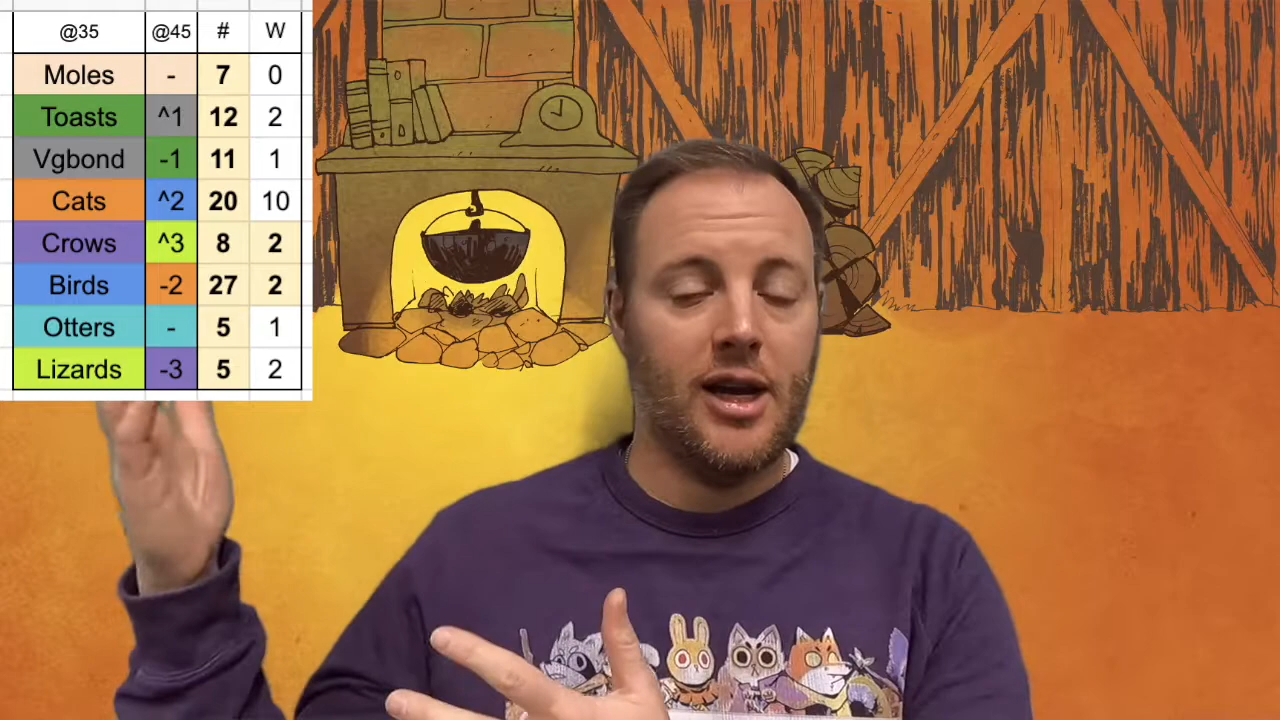 @35 @45 # W
Moles - 7 0
Toasts ^1 12 2
Vgbond -1 11 1
Cats ^2 20 10
Crows ^3 8 2
Birds -2 27 2
Otters - 5 1
Lizards -3 5 2